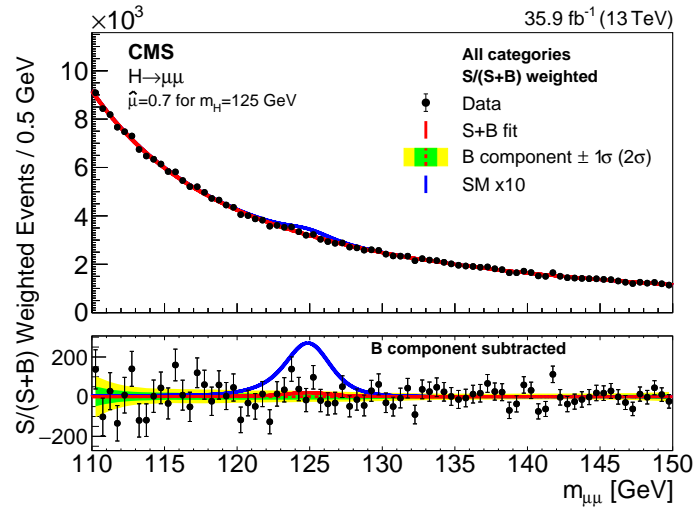 ×10³
35.9 fb⁻¹ (13 TeV)
CMS
H→μμ
μ̂=0.7 for m_H=125 GeV
All categories
S/(S+B) weighted
Data
S+B fit
B component ± 1σ (2σ)
SM x10
S/(S+B) Weighted Events / 0.5 GeV
10
8
6
4
2
0
B component subtracted
200
0
−200
110 115 120 125 130 135 140 145 150
m_μμ [GeV]